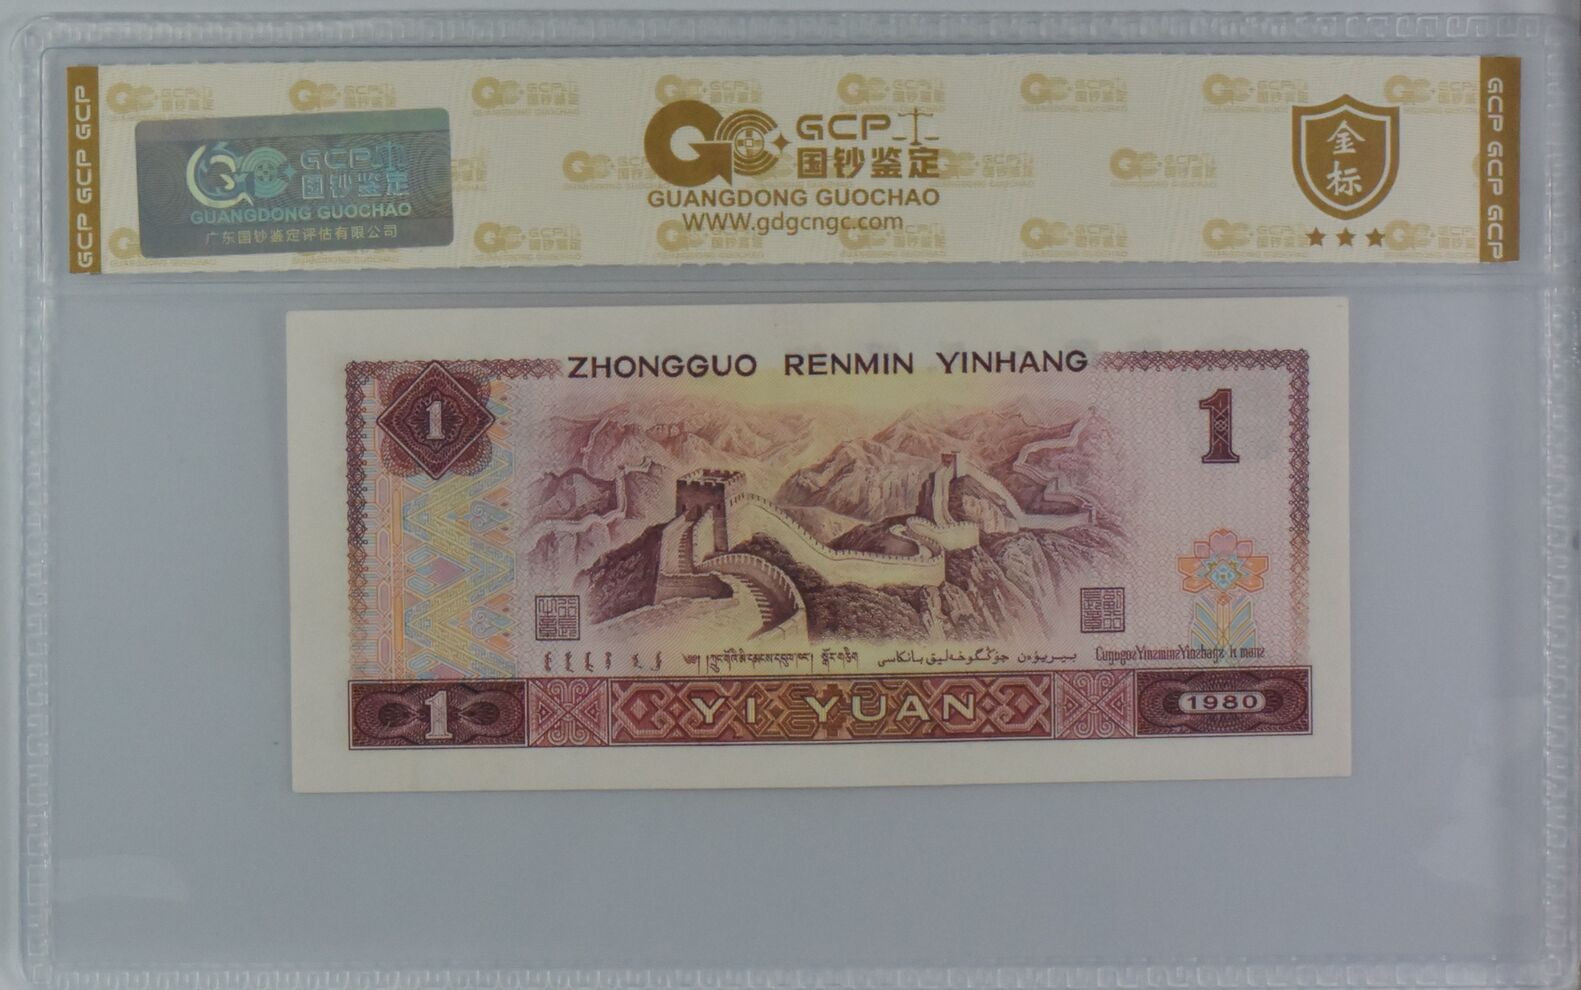 GCP GCP GCP
GCP 国钞鉴定
GUANGDONG GUOCHAO
广东国钞鉴定评估有限公司
GCP
国钞鉴定
GUANGDONG GUOCHAO
WWW.gdgcngc.com
金标
GCP GCP GCP
ZHONGGUO RENMIN YINHANG
1
1
1
YI YUAN
1980